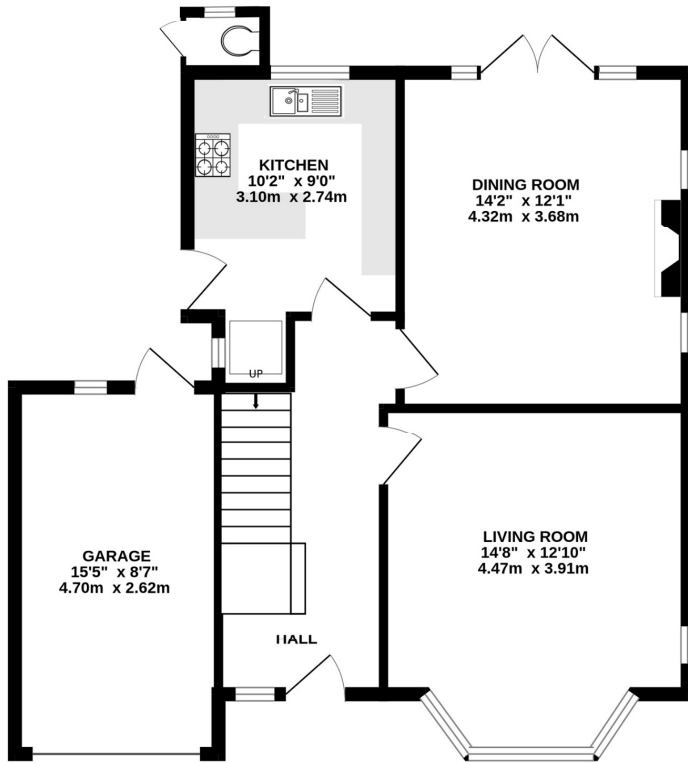 KITCHEN
10'2" x 9'0"
3.10m x 2.74m
DINING ROOM
14'2" x 12'1"
4.32m x 3.68m
UP
LIVING ROOM
14'8" x 12'10"
4.47m x 3.91m
GARAGE
15'5" x 8'7"
4.70m x 2.62m
HALL